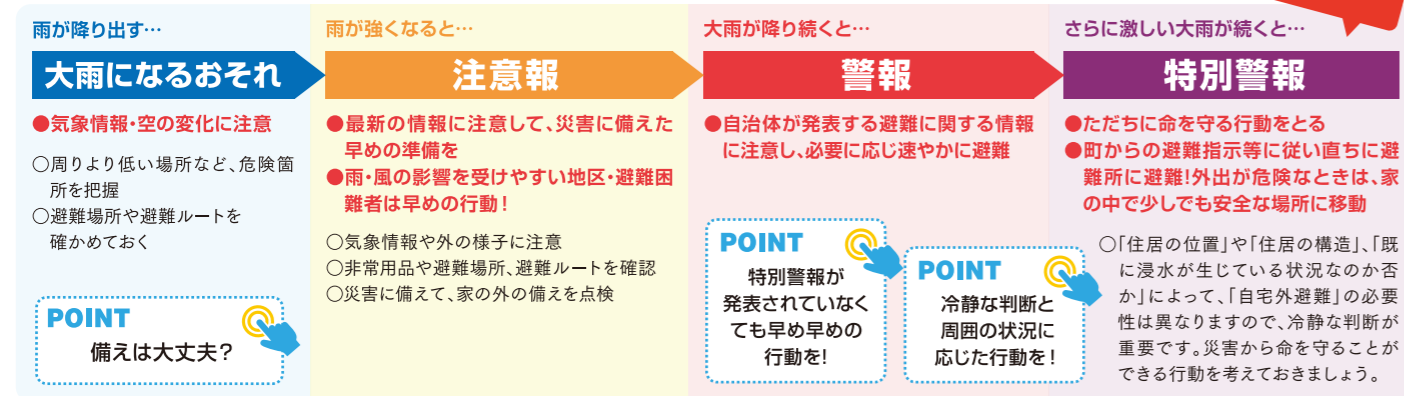 雨が降り出す…
大雨になるおそれ
●気象情報・空の変化に注意
○周りより低い場所など、危険箇
所を把握
○避難場所や避難ルートを
確かめておく
POINT
備えは大丈夫？
雨が強くなると…
注意報
●最新の情報に注意して、災害に備えた
早めの準備を
●雨・風の影響を受けやすい地区・避難困
難者は早めの行動！
○気象情報や外の様子に注意
○非常用品や避難場所、避難ルートを確認
○災害に備えて、家の外の備えを点検
大雨が降り続くと…
警報
●自治体が発表する避難に関する情報
に注意し、必要に応じ速やかに避難
POINT
特別警報が
発表されていなく
ても早め早めの
行動を!
POINT
冷静な判断と
周囲の状況に
応じた行動を！
さらに激しい大雨が続くと…
特別警報
●ただちに命を守る行動をとる
●町からの避難指示等に従い直ちに避
難所に避難!外出が危険なときは、家
の中で少しでも安全な場所に移動
○「住居の位置」や「住居の構造」、「既
に浸水が生じている状況なのか否
か」によって、「自宅外避難」の必要
性は異なりますので、冷静な判断が
重要です。災害から命を守ることが
できる行動を考えておきましょう。